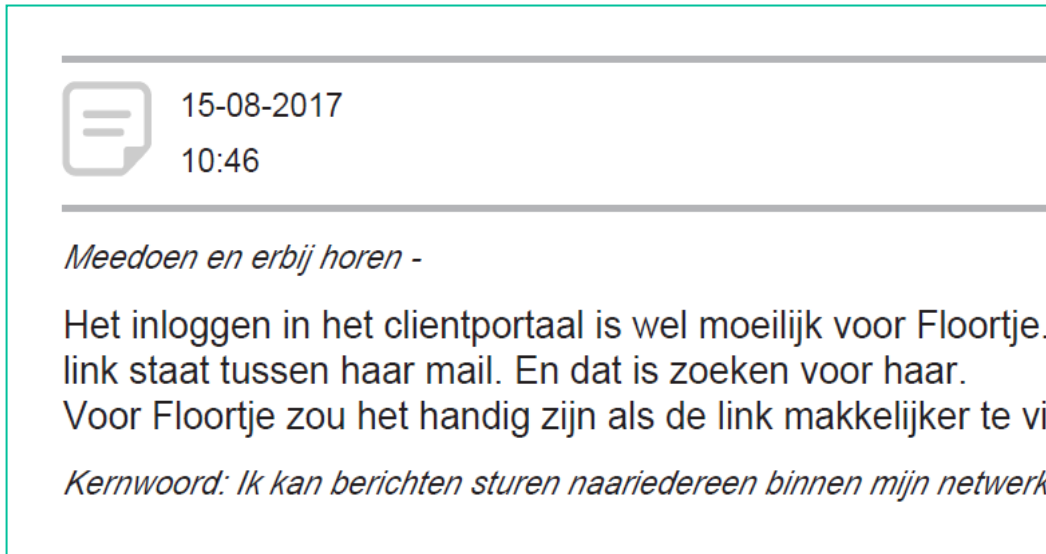 15-08-2017
10:46
Meedoen en erbij horen -
Het inloggen in het clientportaal is wel moeilijk voor Floortje.
link staat tussen haar mail. En dat is zoeken voor haar.
Voor Floortje zou het handig zijn als de link makkelijker te vi
Kernwoord: Ik kan berichten sturen naariedereen binnen mijn netwerk